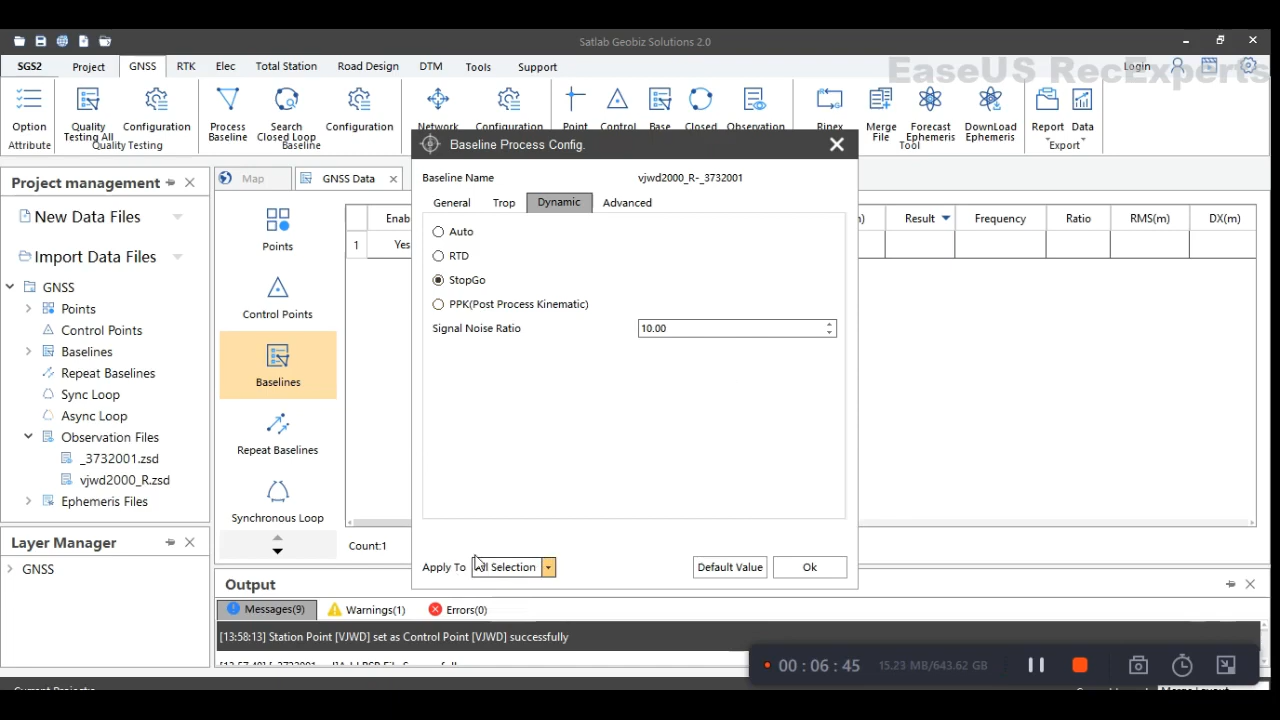 Satlab Geobiz Solutions 2.0
SGS2 Project GNSS RTK Elec Total Station Road Design DTM Tools Support Login
EaseUS RecExperts
Option Quality Testing All Configuration Process Baseline Search Closed Loop Configuration Network Configuration Point Control Base Closed Observation Rinex Merge File Forecast Ephemeris DownLoad Ephemeris Report Data
Attribute Quality Testing Baseline Tool Export
Baseline Process Config.
Project management
New Data Files
Import Data Files
GNSS
Points
Control Points
Baselines
Repeat Baselines
Sync Loop
Async Loop
Observation Files
_3732001.zsd
vjwd2000_R.zsd
Ephemeris Files
Layer Manager
GNSS
Map GNSS Data
Points
Control Points
Baselines
Repeat Baselines
Synchronous Loop
Enab
1 Yes
Count:1
Baseline Name vjwd2000_R-_3732001
General Trop Dynamic Advanced
Auto
RTD
StopGo
PPK(Post Process Kinematic)
Signal Noise Ratio 10.00
Apply To Selection Default Value Ok
Result Frequency Ratio RMS(m) DX(m)
Output
Messages(9) Warnings(1) Errors(0)
[13:58:13] Station Point [VJWD] set as Control Point [VJWD] successfully
00:06:45 15.23 MB/643.62 GB